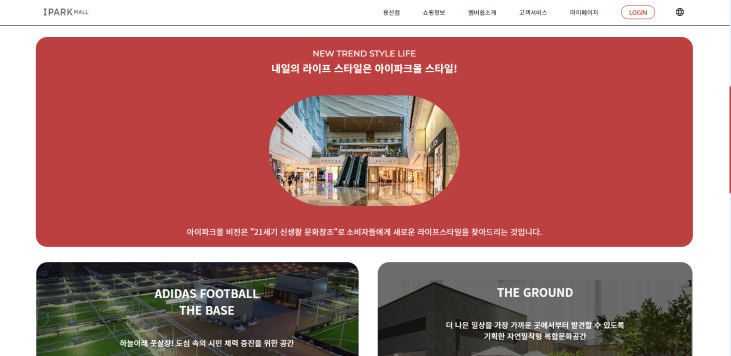 IPARK MALL
용산점 쇼핑정보 멤버쉽소개 고객서비스 마이페이지 LOGIN
NEW TREND STYLE LIFE
내일의 라이프 스타일은 아이파크몰 스타일!
아이파크몰 비전은 "21세기 신생활 문화창조"로 소비자들에게 새로운 라이프스타일을 찾아드리는 것입니다.
ADIDAS FOOTBALL
THE BASE
하늘아래 풋살장! 도심 속의 시민 체력 증진을 위한 공간
THE GROUND
더 나은 일상을 가장 가까운 곳에서부터 발견할 수 있도록
기획한 자연밀착형 복합문화공간